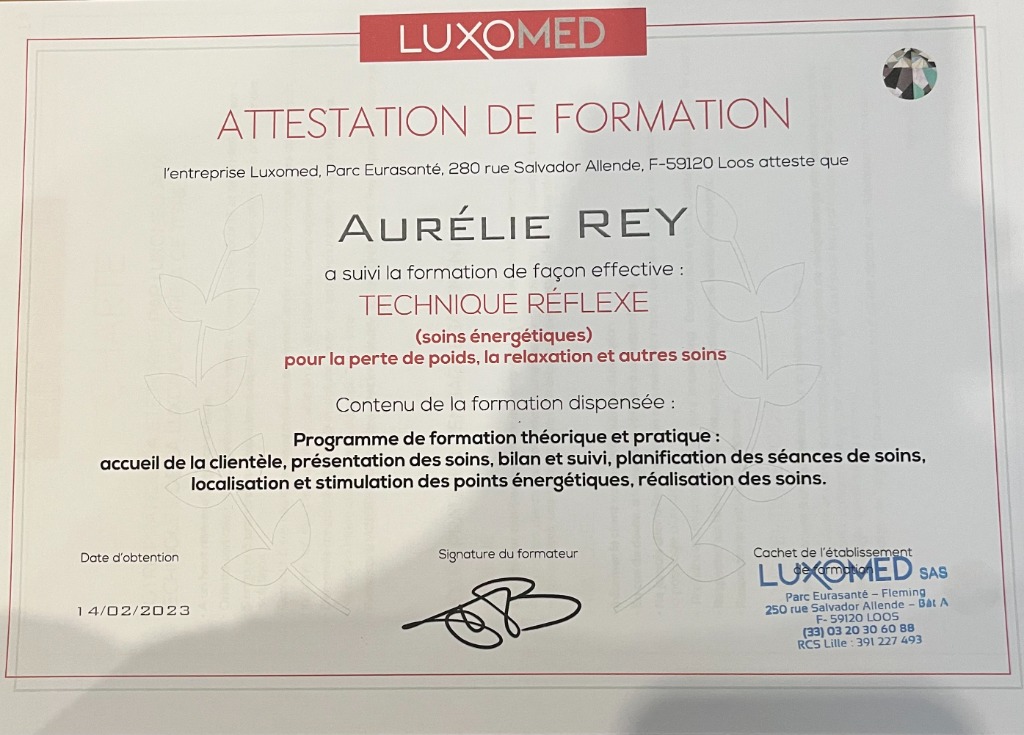 LUXOMED
ATTESTATION DE FORMATION
l'entreprise Luxomed, Parc Eurasanté, 280 rue Salvador Allende, F-59120 Loos atteste que
AURÉLIE REY
a suivi la formation de façon effective :
TECHNIQUE RÉFLEXE
(soins énergétiques)
pour la perte de poids, la relaxation et autres soins
Contenu de la formation dispensée :
Programme de formation théorique et pratique :
accueil de la clientèle, présentation des soins, bilan et suivi, planification des séances de soins,
localisation et stimulation des points énergétiques, réalisation des soins.
Date d'obtention
14/02/2023
Signature du formateur
Cachet de l'établissement
de formation
LUXOMED SAS
Parc Eurasanté – Fleming
250 rue Salvador Allende – Bât A
F- 59120 LOOS
(33) 03 20 30 60 88
RCS Lille : 391 227 493